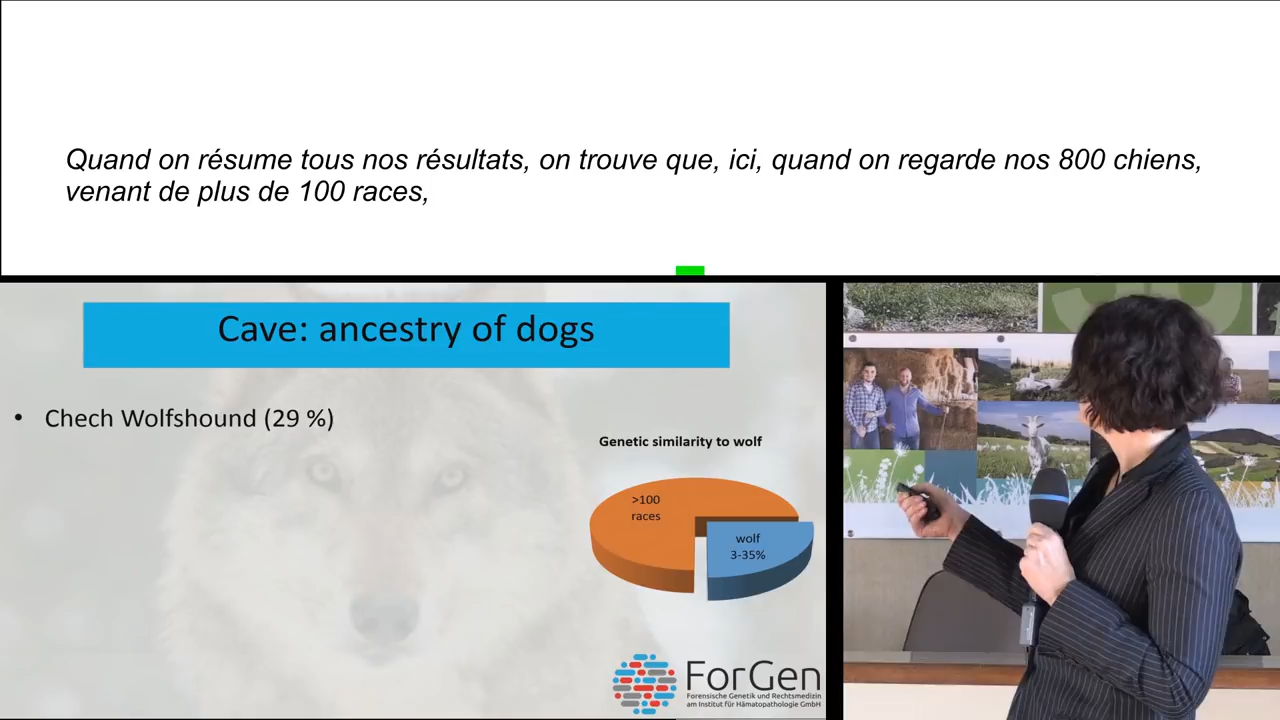 Quand on résume tous nos résultats, on trouve que, ici, quand on regarde nos 800 chiens,
venant de plus de 100 races,
Cave: ancestry of dogs
• Chech Wolfshound (29 %)
Genetic similarity to wolf
>100
races
wolf
3-35%
ForGen
Forensische Genetik und Rechtsmedizin
am Institut für Hämatopathologie GmbH